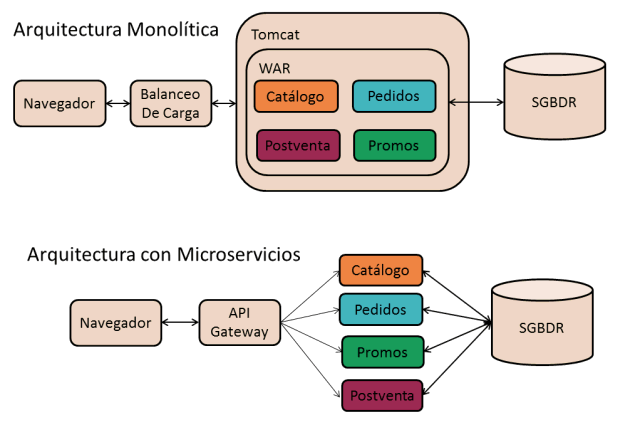 Arquitectura Monolítica
Tomcat
WAR
Navegador
Balanceo
De Carga
Catálogo
Pedidos
Postventa
Promos
SGBDR
Arquitectura con Microservicios
Navegador
API
Gateway
Catálogo
Pedidos
Promos
Postventa
SGBDR